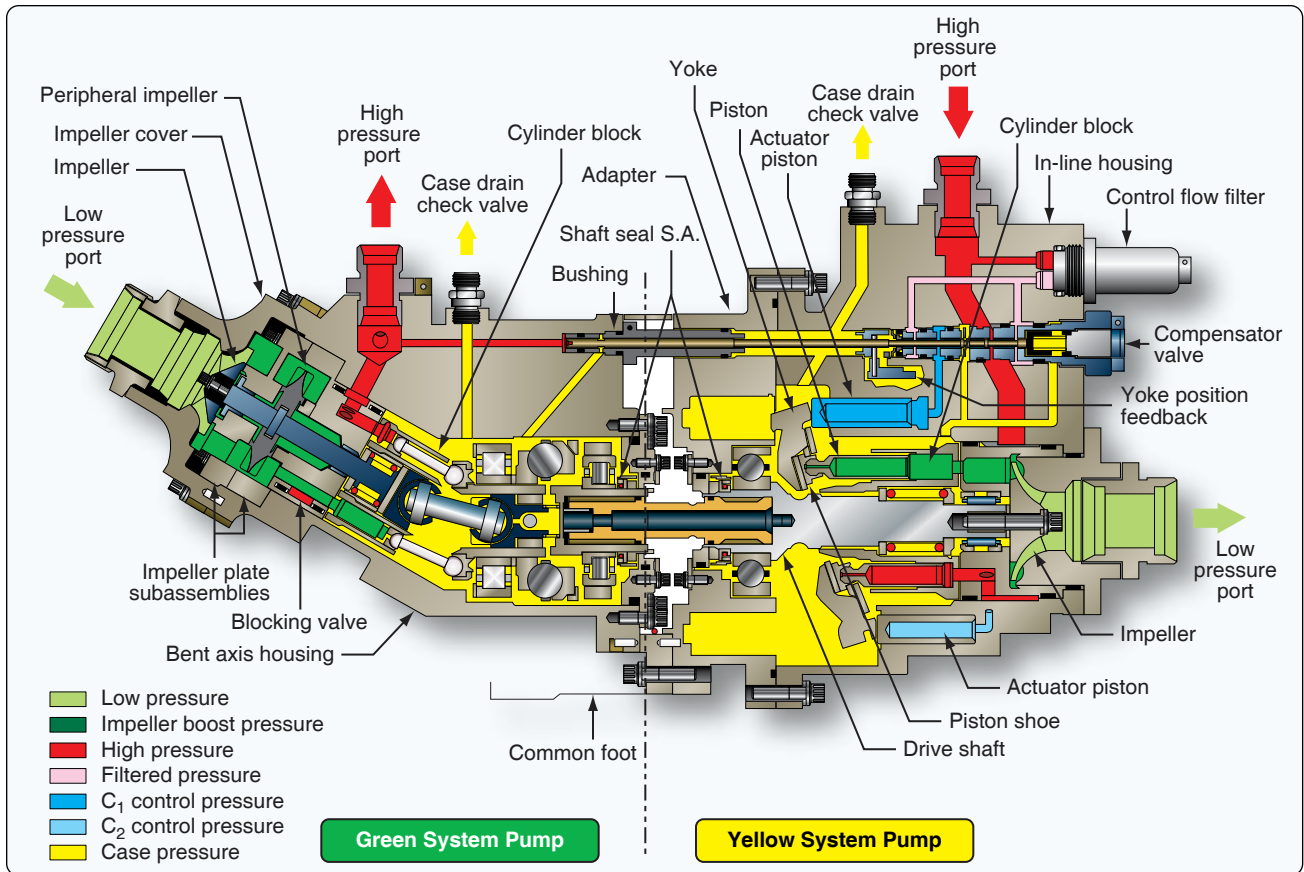 Peripheral impeller
Impeller cover
Impeller
Low
pressure
port
High
pressure
port
Case drain
check valve
Cylinder block
Adapter
Shaft seal S.A.
Bushing
Yoke
Piston
Actuator
piston
Case drain
check valve
High
pressure
port
Cylinder block
In-line housing
Control flow filter
Compensator
valve
Yoke position
feedback
Low
pressure
port
Impeller
Actuator piston
Piston shoe
Drive shaft
Impeller plate
subassemblies
Blocking valve
Bent axis housing
Common foot
Low pressure
Impeller boost pressure
High pressure
Filtered pressure
C₁ control pressure
C₂ control pressure
Case pressure
Green System Pump
Yellow System Pump